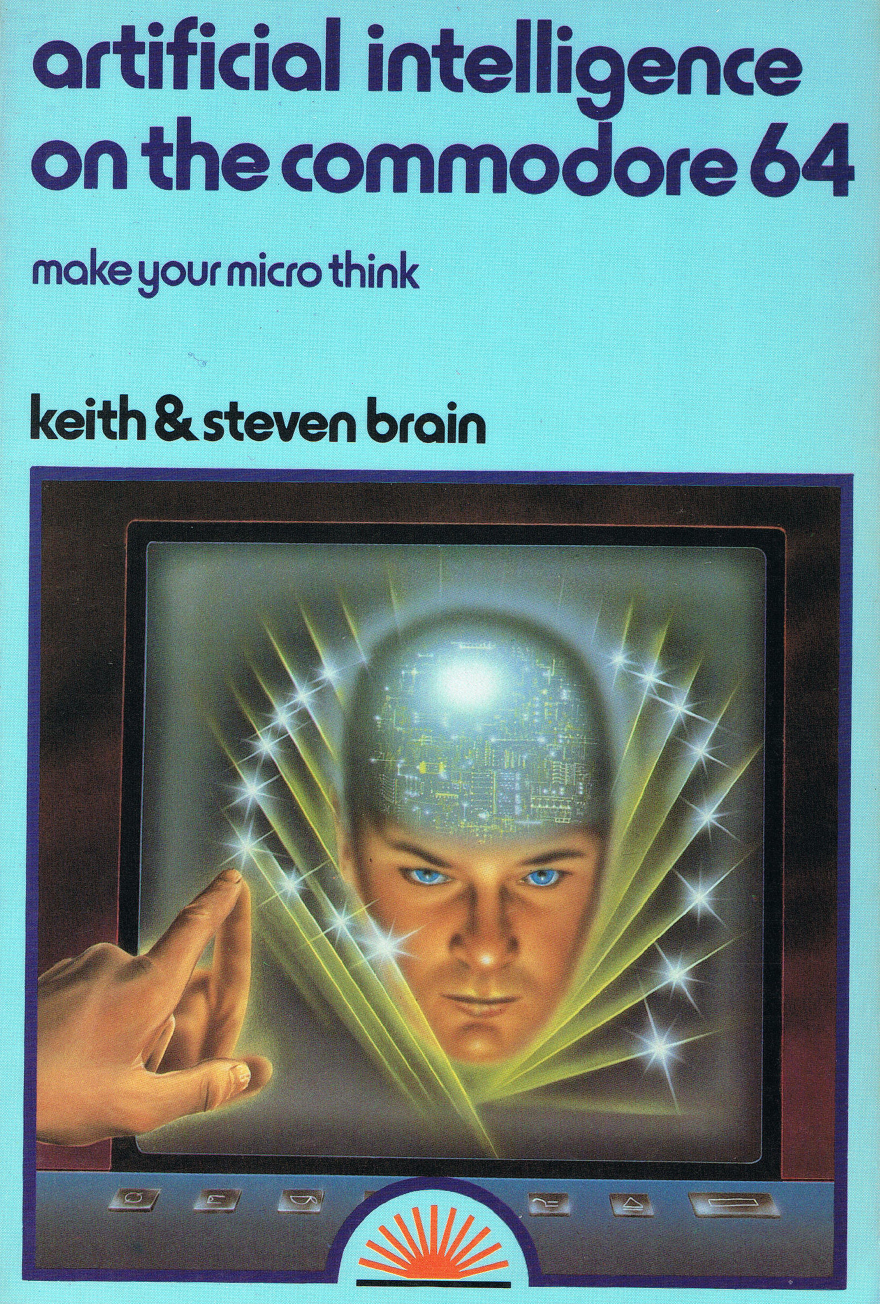 artificial intelligence
on the commodore 64
make your micro think
keith & steven brain